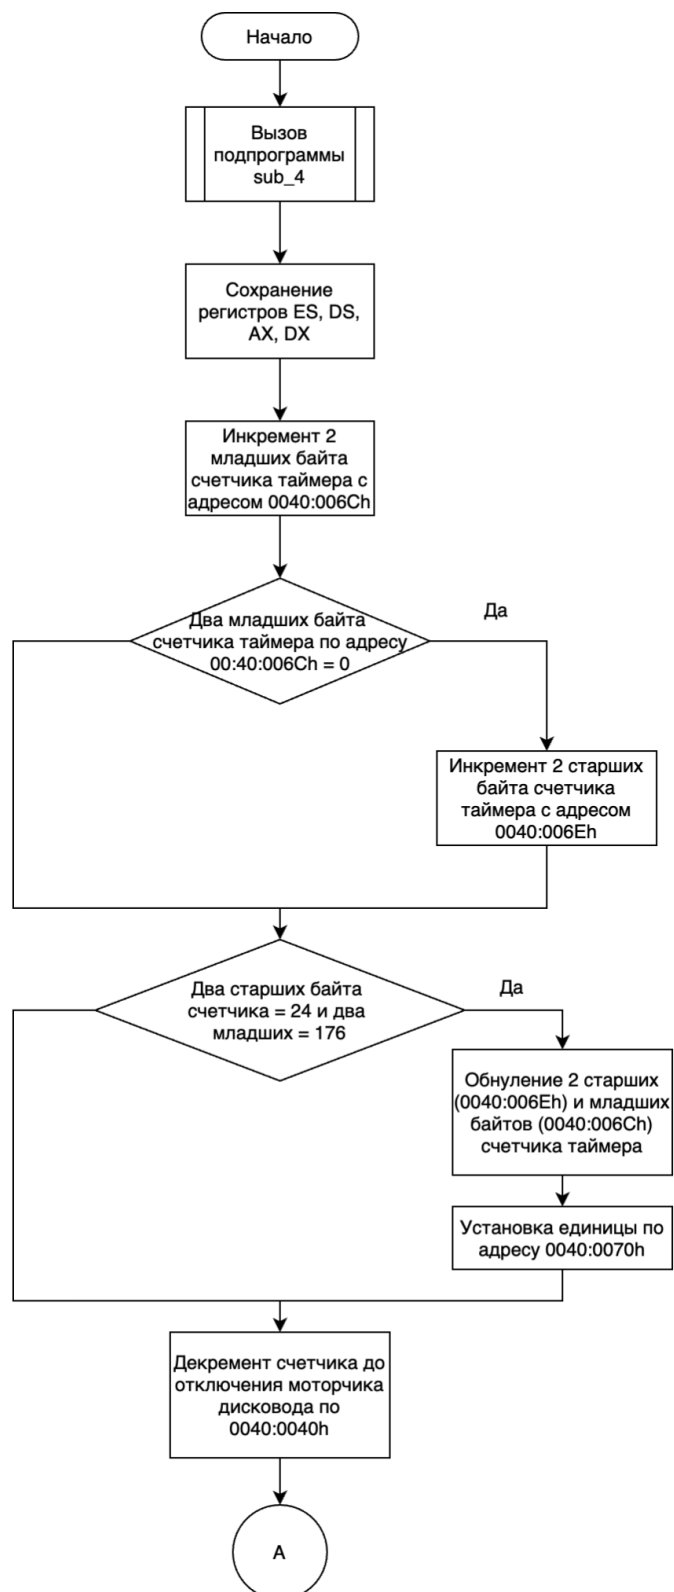 Начало
Вызов
подпрограммы
sub_4
Сохранение
регистров ES, DS,
AX, DX
Инкремент 2
младших байта
счетчика таймера с
адресом 0040:006Ch
Два младших байта
счетчика таймера по адресу
00:40:006Ch = 0
Да
Инкремент 2 старших
байта счетчика
таймера с адресом
0040:006Eh
Два старших байта
счетчика = 24 и два
младших = 176
Да
Обнуление 2 старших
(0040:006Eh) и младших
байтов (0040:006Ch)
счетчика таймера
Установка единицы по
адресу 0040:0070h
Декремент счетчика до
отключения моторчика
дисковода по
0040:0040h
А